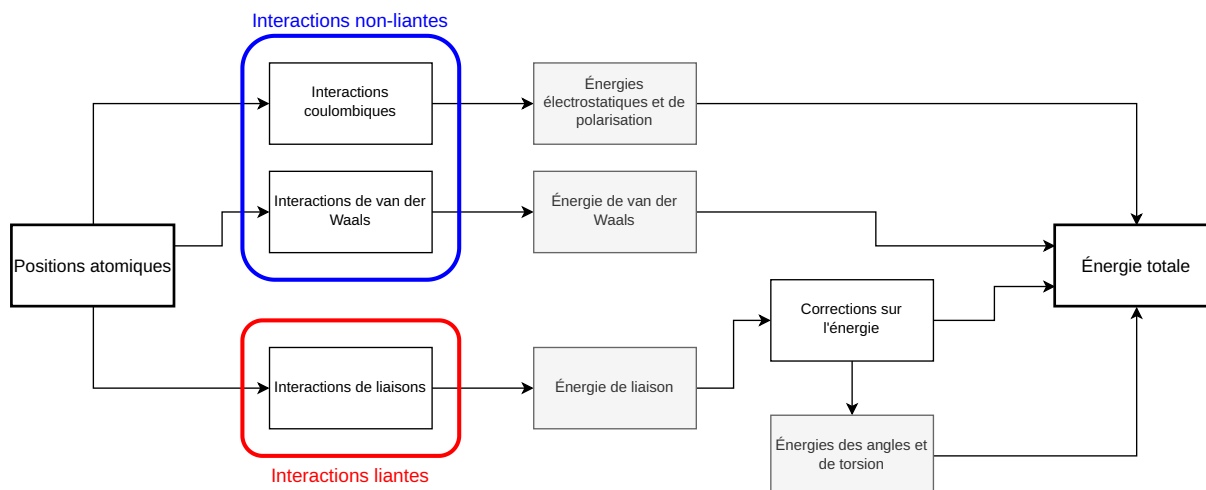 Interactions non-liantes
Interactions
coulombiques
Énergies
électrostatiques et de
polarisation
Interactions de van der
Waals
Énergie de van der
Waals
Positions atomiques
Énergie totale
Corrections sur
l'énergie
Interactions de liaisons
Énergie de liaison
Énergies des angles et
de torsion
Interactions liantes